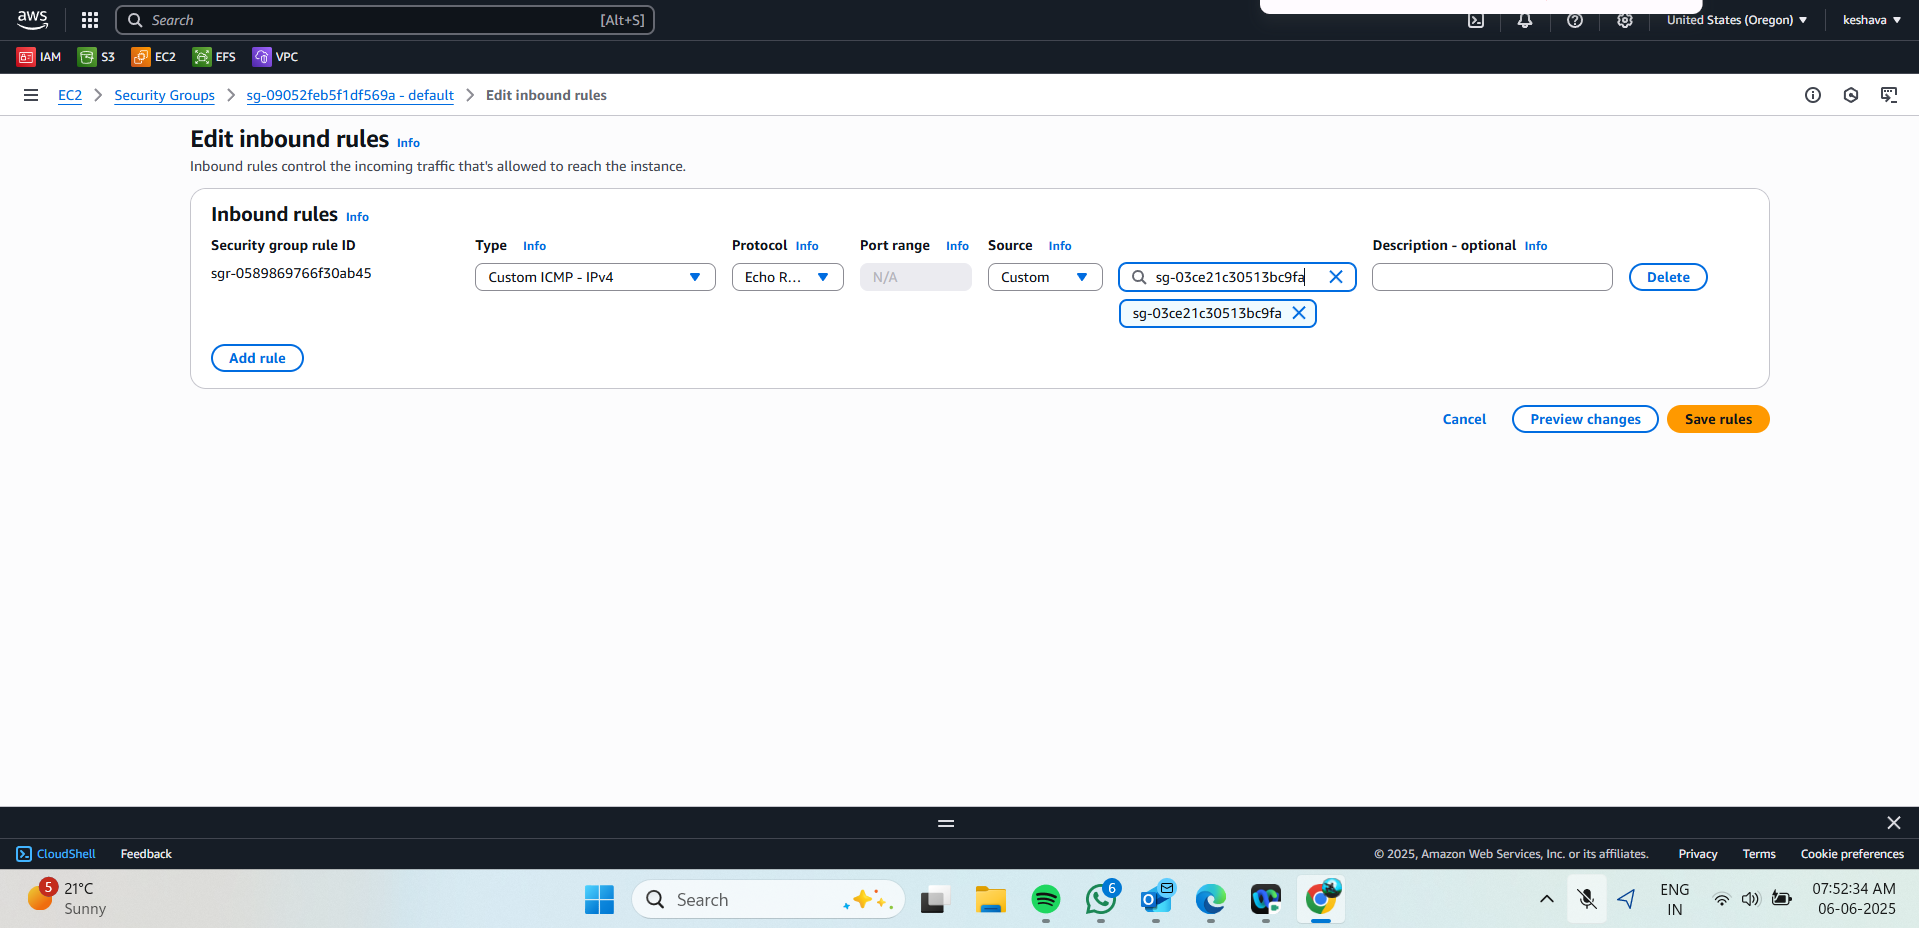 aws
Search [Alt+S]
United States (Oregon) keshava
IAM S3 EC2 EFS VPC
EC2 Security Groups sg-09052feb5f1df569a - default Edit inbound rules
Edit inbound rules Info
Inbound rules control the incoming traffic that's allowed to reach the instance.
Inbound rules Info
Security group rule ID Type Info Protocol Info Port range Info Source Info Description - optional Info
sgr-0589869766f30ab45 Custom ICMP - IPv4 Echo R... N/A Custom sg-03ce21c30513bc9fa Delete
sg-03ce21c30513bc9fa
Add rule
Cancel Preview changes Save rules
CloudShell Feedback © 2025, Amazon Web Services, Inc. or its affiliates. Privacy Terms Cookie preferences
5 21°C
Sunny
Search
6
ENG
IN
07:52:34 AM
06-06-2025